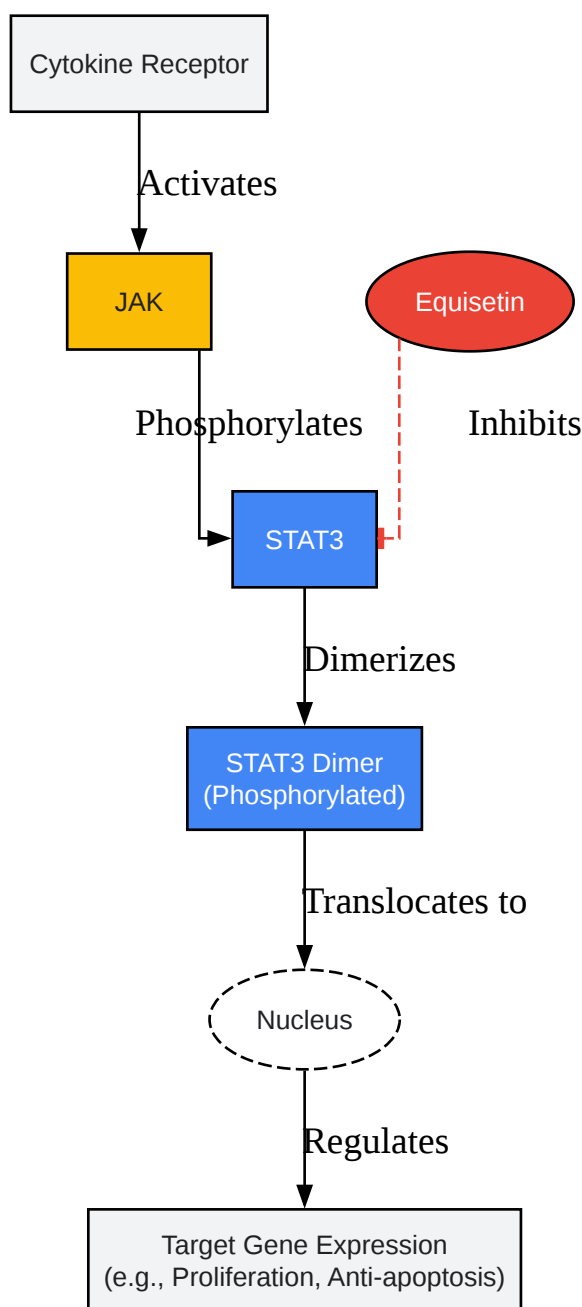 Cytokine Receptor
Activates
JAK
Equisetin
Phosphorylates
Inhibits
STAT3
Dimerizes
STAT3 Dimer
(Phosphorylated)
Translocates to
Nucleus
Regulates
Target Gene Expression
(e.g., Proliferation, Anti-apoptosis)